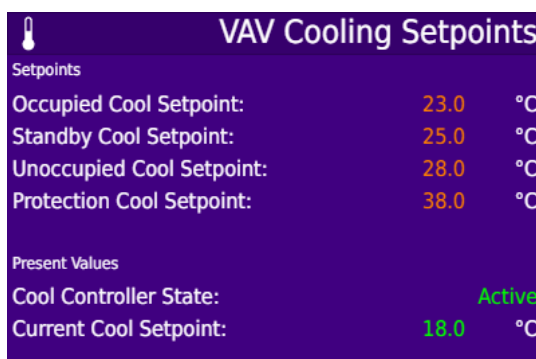 VAV Cooling Setpoints
Setpoints
Occupied Cool Setpoint: 23.0 °C
Standby Cool Setpoint: 25.0 °C
Unoccupied Cool Setpoint: 28.0 °C
Protection Cool Setpoint: 38.0 °C
Present Values
Cool Controller State: Active
Current Cool Setpoint: 18.0 °C